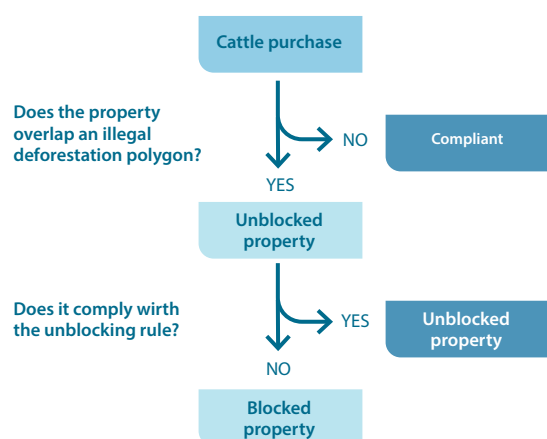 Cattle purchase
Does the property
overlap an illegal
deforestation polygon?
NO
Compliant
YES
Unblocked
property
Does it comply wirth
the unblocking rule?
YES
Unblocked
property
NO
Blocked
property